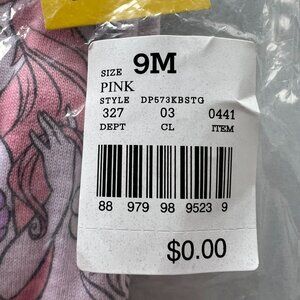 SIZE 9M
PINK
STYLE DP573KBSTG
327 03 0441
DEPT CL ITEM
88 979 98 9523 9
$0.00